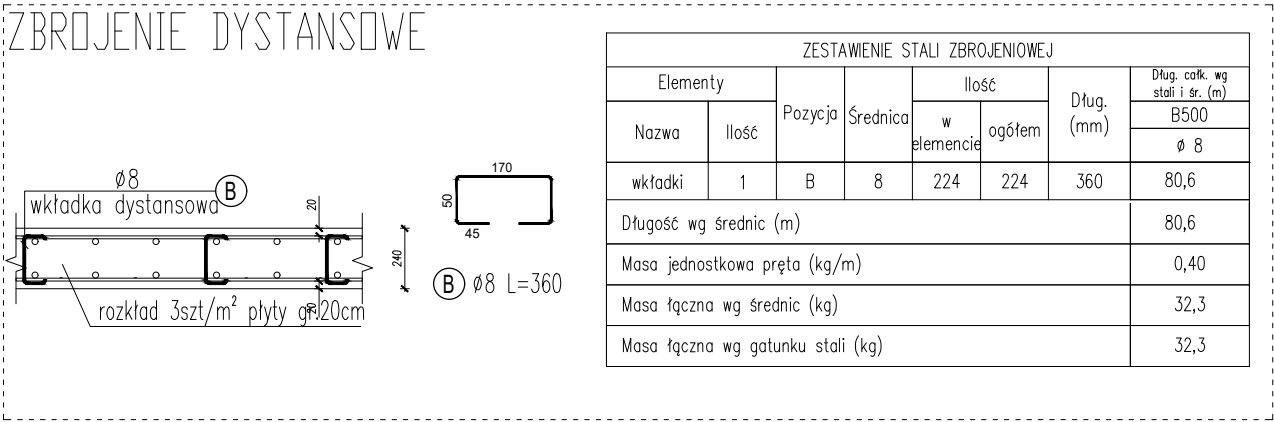 ZBROJENIE DYSTANSOWE
ø8
B
wkładka dystansowa
20
240
20
rozkład 3szt/m² płyty gr.20cm
170
50
45
B ø8 L=360
ZESTAWIENIE STALI ZBROJENIOWEJ
Elementy
Nazwa
Ilość
Pozycja
Średnica
Ilość
w
elemencie
ogółem
Dług.
(mm)
Dług. całk. wg
stali i śr. (m)
B500
ø 8
wkładki 1 B 8 224 224 360 80,6
Długość wg średnic (m) 80,6
Masa jednostkowa pręta (kg/m) 0,40
Masa łączna wg średnic (kg) 32,3
Masa łączna wg gatunku stali (kg) 32,3